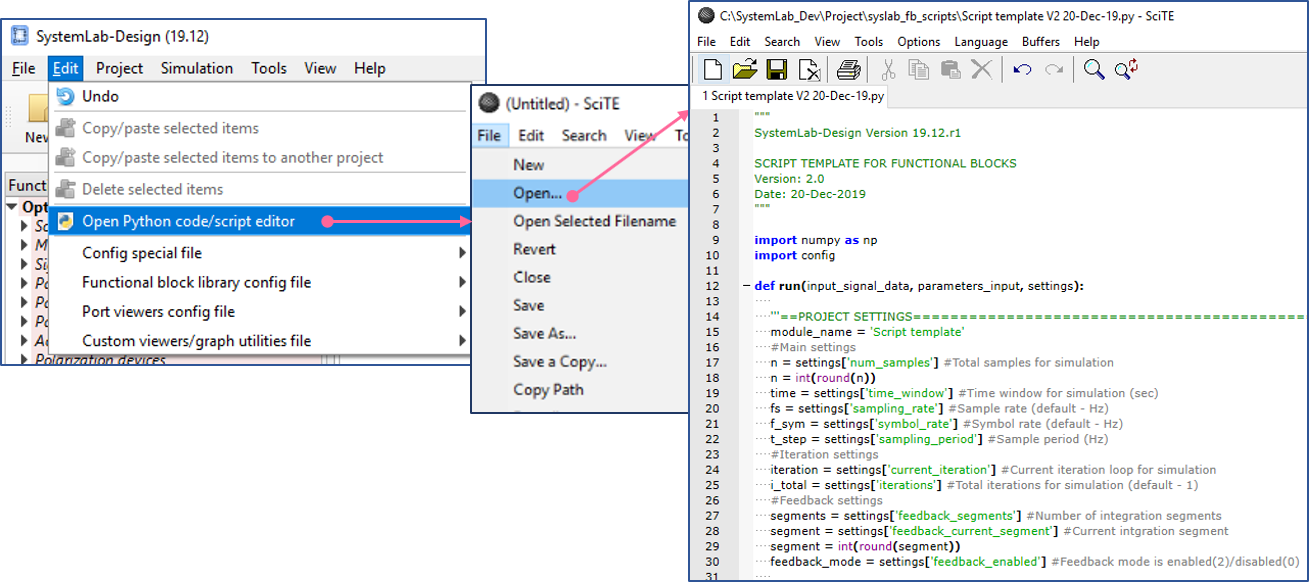 SystemLab-Design (19.12)
File Edit Project Simulation Tools View Help
Undo
Copy/paste selected items
Copy/paste selected items to another project
Delete selected items
Open Python code/script editor
Config special file
Functional block library config file
Port viewers config file
Custom viewers/graph utilities file
New
Funct
Opt
Polarization devices
(Untitled) - SciTE
File Edit Search View To
New
Open...
Open Selected Filename
Revert
Close
Save
Save As...
Save a Copy...
Copy Path
C:\SystemLab_Dev\Project\syslab_fb_scripts\Script template V2 20-Dec-19.py - SciTE
File Edit Search View Tools Options Language Buffers Help
1 Script template V2 20-Dec-19.py
1 """
2 SystemLab-Design Version 19.12.r1
3
4 SCRIPT TEMPLATE FOR FUNCTIONAL BLOCKS
5 Version: 2.0
6 Date: 20-Dec-2019
7 """
8
9 import numpy as np
10 import config
11
12 def run(input_signal_data, parameters_input, settings):
13
14 '''==PROJECT SETTINGS==========================================
15 module_name = 'Script template'
16 #Main settings
17 n = settings['num_samples'] #Total samples for simulation
18 n = int(round(n))
19 time = settings['time_window'] #Time window for simulation (sec)
20 fs = settings['sampling_rate'] #Sample rate (default - Hz)
21 f_sym = settings['symbol_rate'] #Symbol rate (default - Hz)
22 t_step = settings['sampling_period'] #Sample period (Hz)
23 #Iteration settings
24 iteration = settings['current_iteration'] #Current iteration loop for simulation
25 i_total = settings['iterations'] #Total iterations for simulation (default - 1)
26 #Feedback settings
27 segments = settings['feedback_segments'] #Number of integration segments
28 segment = settings['feedback_current_segment'] #Current intgration segment
29 segment = int(round(segment))
30 feedback_mode = settings['feedback_enabled'] #Feedback mode is enabled(2)/disabled(0)
31